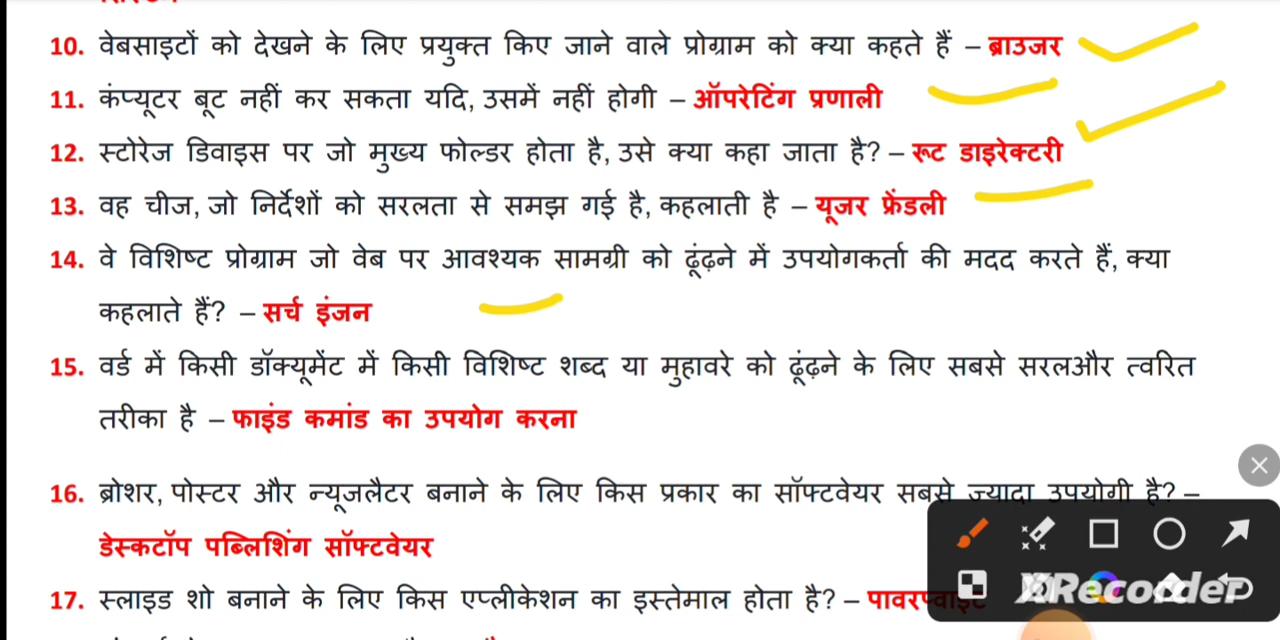 10. वेबसाइटों को देखने के लिए प्रयुक्त किए जाने वाले प्रोग्राम को क्या कहते हैं – ब्राउजर
11. कंप्यूटर बूट नहीं कर सकता यदि, उसमें नहीं होगी – ऑपरेटिंग प्रणाली
12. स्टोरेज डिवाइस पर जो मुख्य फोल्डर होता है, उसे क्या कहा जाता है? – रूट डाइरेक्टरी
13. वह चीज, जो निर्देशों को सरलता से समझ गई है, कहलाती है – यूजर फ्रेंडली
14. वे विशिष्ट प्रोग्राम जो वेब पर आवश्यक सामग्री को ढूंढ़ने में उपयोगकर्ता की मदद करते हैं, क्या
कहलाते हैं? – सर्च इंजन
15. वर्ड में किसी डॉक्यूमेंट में किसी विशिष्ट शब्द या मुहावरे को ढूंढ़ने के लिए सबसे सरलऔर त्वरित
तरीका है – फाइंड कमांड का उपयोग करना
16. ब्रोशर, पोस्टर और न्यूजलैटर बनाने के लिए किस प्रकार का सॉफ्टवेयर सबसे ज्यादा उपयोगी है? –
डेस्कटॉप पब्लिशिंग सॉफ्टवेयर
17. स्लाइड शो बनाने के लिए किस एप्लीकेशन का इस्तेमाल होता है? –
XRecorder